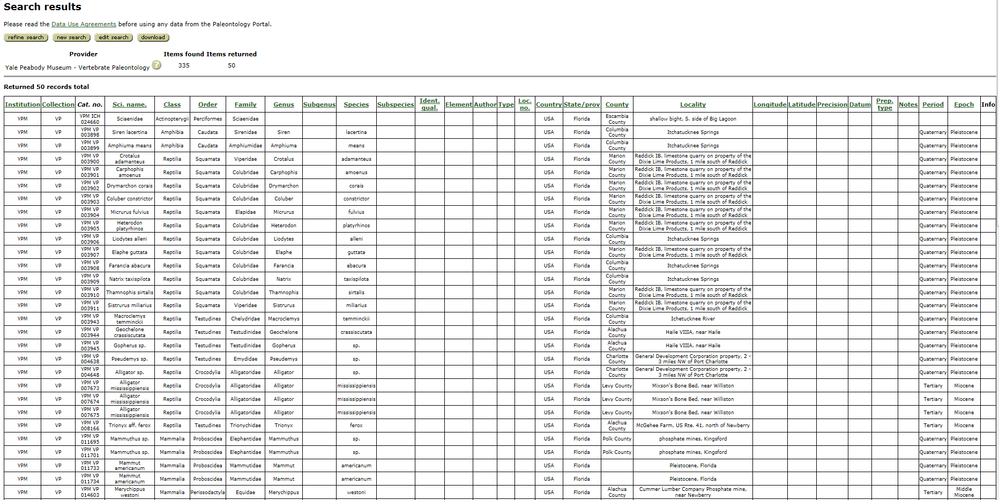 Search results
Please read the Data Use Agreements before using any data from the Paleontology Portal.
refine search new search edit search download
Provider Items found Items returned
Yale Peabody Museum - Vertebrate Paleontology ? 335 50
Returned 50 records total
Institution Collection Cat. no. Sci. name. Class Order Family Genus Subgenus Species Subspecies Ident. qual. Element Author Type Loc. no. Country State/prov County Locality Longitude Latitude Precision Datum Prep. type Notes Period Epoch Info
YPM VP YPM ICH 024660 Sciaenidae Actinopterygii Perciformes Sciaenidae USA Florida Escambia County shallow bight, S. side of Big Lagoon
YPM VP YPM VP 003898 Siren lacertina Amphibia Caudata Sirenidae Siren lacertina USA Florida Columbia County Itchatucknee Springs Quaternary Pleistocene
YPM VP YPM VP 003899 Amphiuma means Amphibia Caudata Amphiumidae Amphiuma means USA Florida Columbia County Itchatucknee Springs Quaternary Pleistocene
YPM VP YPM VP 003900 Crotalus adamanteus Reptilia Squamata Viperidae Crotalus adamanteus USA Florida Marion County Reddick IB, limestone quarry on property of the Dixie Lime Products, 1 mile south of Reddick Quaternary Pleistocene
YPM VP YPM VP 003901 Carphophis amoenus Reptilia Squamata Colubridae Carphophis amoenus USA Florida Marion County Reddick IB, limestone quarry on property of the Dixie Lime Products, 1 mile south of Reddick Quaternary Pleistocene
YPM VP YPM VP 003902 Drymarchon corais Reptilia Squamata Colubridae Drymarchon corais USA Florida Marion County Reddick IB, limestone quarry on property of the Dixie Lime Products, 1 mile south of Reddick Quaternary Pleistocene
YPM VP YPM VP 003903 Coluber constrictor Reptilia Squamata Colubridae Coluber constrictor USA Florida Marion County Reddick IB, limestone quarry on property of the Dixie Lime Products, 1 mile south of Reddick Quaternary Pleistocene
YPM VP YPM VP 003904 Micrurus fulvius Reptilia Squamata Elapidae Micrurus fulvius USA Florida Marion County Reddick IB, limestone quarry on property of the Dixie Lime Products, 1 mile south of Reddick Quaternary Pleistocene
YPM VP YPM VP 003905 Heterodon platyrhinos Reptilia Squamata Colubridae Heterodon platyrhinos USA Florida Marion County Reddick IB, limestone quarry on property of the Dixie Lime Products, 1 mile south of Reddick Quaternary Pleistocene
YPM VP YPM VP 003906 Liodytes alleni Reptilia Squamata Colubridae Liodytes alleni USA Florida Columbia County Itchatucknee Springs Quaternary Pleistocene
YPM VP YPM VP 003907 Elaphe guttata Reptilia Squamata Colubridae Elaphe guttata USA Florida Marion County Reddick IB, limestone quarry on property of the Dixie Lime Products, 1 mile south of Reddick Quaternary Pleistocene
YPM VP YPM VP 003908 Farancia abacura Reptilia Squamata Colubridae Farancia abacura USA Florida Columbia County Itchatucknee Springs Quaternary Pleistocene
YPM VP YPM VP 003909 Natrix taxispilota Reptilia Squamata Colubridae Natrix taxispilota USA Florida Columbia County Itchatucknee Springs Quaternary Pleistocene
YPM VP YPM VP 003910 Thamnophis sirtalis Reptilia Squamata Colubridae Thamnophis sirtalis USA Florida Marion County Reddick IB, limestone quarry on property of the Dixie Lime Products, 1 mile south of Reddick Quaternary Pleistocene
YPM VP YPM VP 003911 Sistrurus miliarius Reptilia Squamata Viperidae Sistrurus miliarius USA Florida Marion County Reddick IB, limestone quarry on property of the Dixie Lime Products, 1 mile south of Reddick Quaternary Pleistocene
YPM VP YPM VP 003943 Macroclemys temminckii Reptilia Testudines Chelydridae Macroclemys temminckii USA Florida Columbia County Ichetucknee River Quaternary Pleistocene
YPM VP YPM VP 003944 Geochelone crassiscutata Reptilia Testudines Testudinidae Geochelone crassiscutata USA Florida Alachua County Haile VIIIA, near Haile Quaternary Pleistocene
YPM VP YPM VP 003945 Gopherus sp. Reptilia Testudines Testudinidae Gopherus sp. USA Florida Alachua County Haile VIIIA, near Haile Quaternary Pleistocene
YPM VP YPM VP 004638 Pseudemys sp. Reptilia Testudines Emydidae Pseudemys sp. USA Florida Charlotte County General Development Corporation property, 2 - 3 miles NW of Port Charlotte Quaternary Pleistocene
YPM VP YPM VP 004648 Alligator sp. Reptilia Crocodylia Alligatoridae Alligator sp. USA Florida Charlotte County General Development Corporation property, 2 - 3 miles NW of Port Charlotte Quaternary Pleistocene
YPM VP YPM VP 007673 Alligator mississippiensis Reptilia Crocodylia Alligatoridae Alligator mississippiensis USA Florida Levy County Mixson's Bone Bed, near Williston Tertiary Miocene
YPM VP YPM VP 007674 Alligator mississippiensis Reptilia Crocodylia Alligatoridae Alligator mississippiensis USA Florida Levy County Mixson's Bone Bed, near Williston Tertiary Miocene
YPM VP YPM VP 007675 Alligator mississippiensis Reptilia Crocodylia Alligatoridae Alligator mississippiensis USA Florida Levy County Mixson's Bone Bed, near Williston Tertiary Miocene
YPM VP YPM VP 008166 Trionyx aff. ferox Reptilia Testudines Trionychidae Trionyx ferox USA Florida Alachua County McGehee Farm, US Rte. 41, north of Newberry Tertiary Miocene
YPM VP YPM VP 011695 Mammuthus sp. Mammalia Proboscidea Elephantidae Mammuthus sp. USA Florida Polk County phosphate mines, Kingsford Quaternary Pleistocene
YPM VP YPM VP 011701 Mammuthus sp. Mammalia Proboscidea Elephantidae Mammuthus sp. USA Florida Polk County phosphate mines, Kingsford Quaternary Pleistocene
YPM VP YPM VP 011733 Mammut americanum Mammalia Proboscidea Mammutidae Mammut americanum USA Florida Pleistocene, Florida Quaternary Pleistocene
YPM VP YPM VP 011734 Mammut americanum Mammalia Proboscidea Mammutidae Mammut americanum USA Florida Pleistocene, Florida Quaternary Pleistocene
YPM VP YPM VP 014603 Merychippus westoni Mammalia Perissodactyla Equidae Merychippus westoni USA Florida Alachua County Cummer Lumber Company Phosphate mine, near Newberry Tertiary Middle Miocene